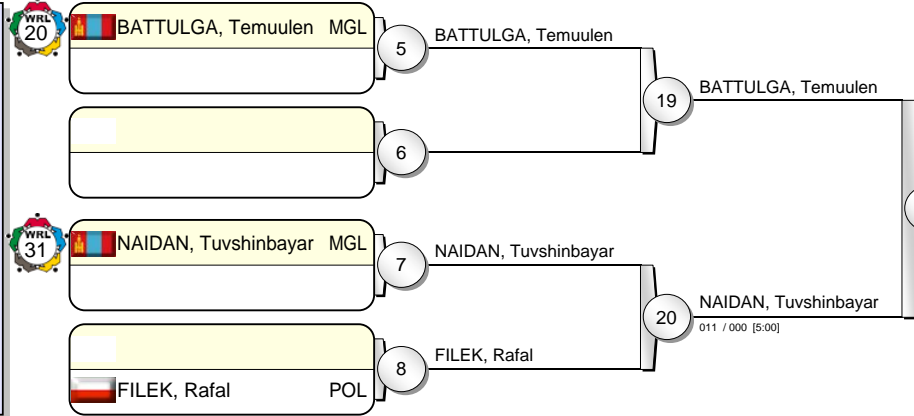 WRL
20
BATTULGA, Temuulen MGL
5
BATTULGA, Temuulen
6
19
BATTULGA, Temuulen
WRL
31
NAIDAN, Tuvshinbayar MGL
7
NAIDAN, Tuvshinbayar
20
NAIDAN, Tuvshinbayar
011 / 000 [5:00]
8
FILEK, Rafal
FILEK, Rafal POL